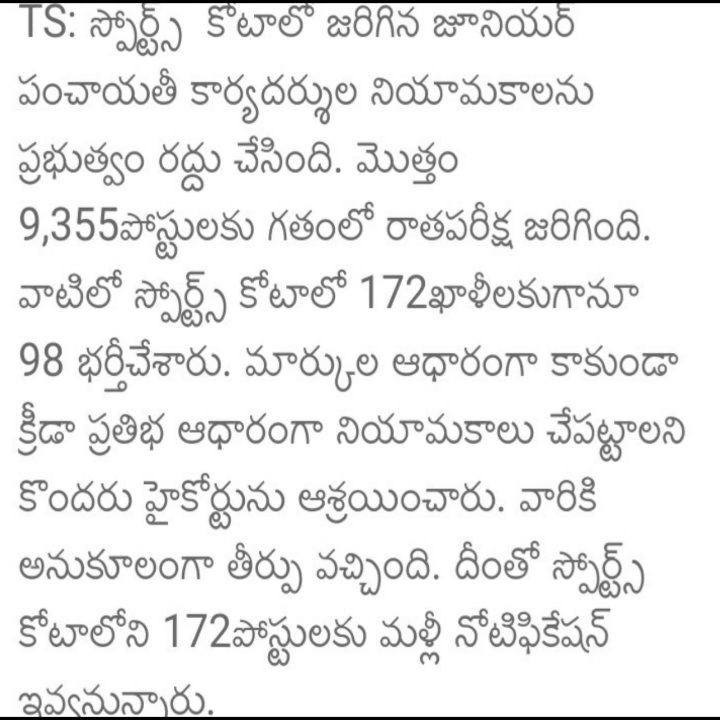 TS: స్పోర్ట్స్ కోటాలో జరిగిన జూనియర్
పంచాయతీ కార్యదర్శుల నియామకాలను
ప్రభుత్వం రద్దు చేసింది. మొత్తం
9,355పోస్టులకు గతంలో రాతపరీక్ష జరిగింది.
వాటిలో స్పోర్ట్స్ కోటాలో 172ఖాళీలకుగానూ
98 భర్తీచేశారు. మార్కుల ఆధారంగా కాకుండా
క్రీడా ప్రతిభ ఆధారంగా నియామకాలు చేపట్టాలని
కొందరు హైకోర్టును ఆశ్రయించారు. వారికి
అనుకూలంగా తీర్పు వచ్చింది. దీంతో స్పోర్ట్స్
కోటాలోని 172పోస్టులకు మళ్లీ నోటిఫికేషన్
ఇవ్వనున్నారు.